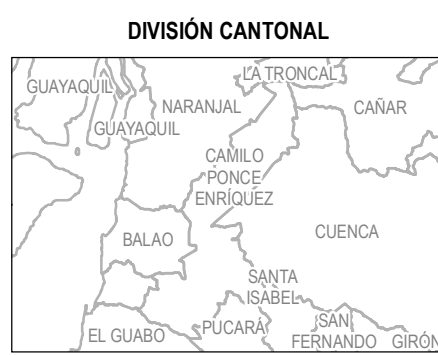 DIVISIÓN CANTONAL
LA TRONCAL
GUAYAQUIL
NARANJAL
CAÑAR
GUAYAQUIL
CAMILO
PONCE
ENRÍQUEZ
BALAO
CUENCA
SANTA
ISABEL
EL GUABO
PUCARÁ
SAN
FERNANDO
GIRÓN